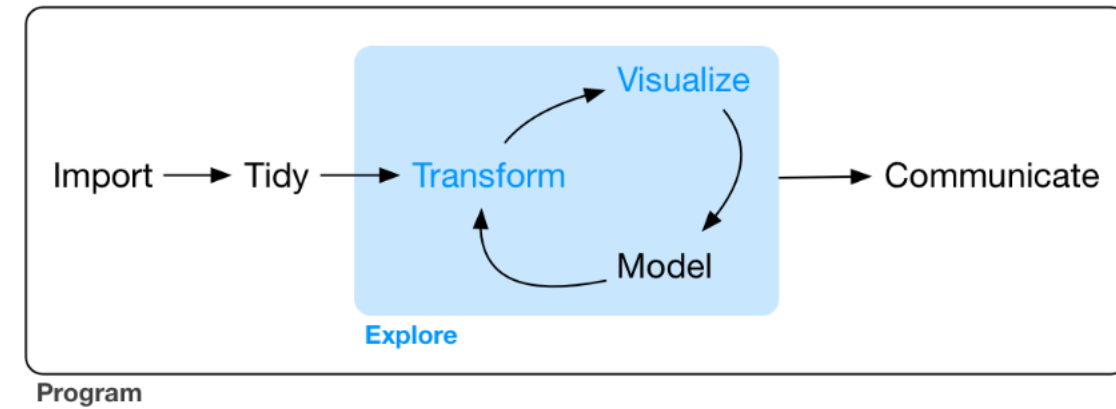 Visualize
Import
Tidy
Transform
Communicate
Model
Explore
Program